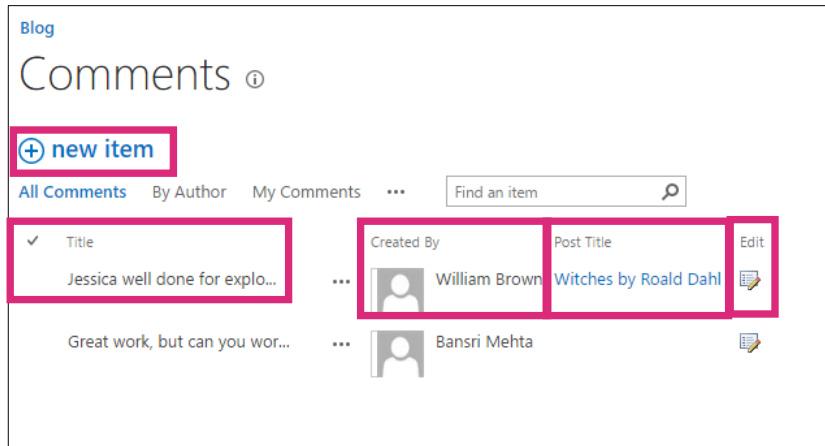 Blog
Comments
new item
All Comments By Author My Comments ... Find an item
Title Created By Post Title Edit
Jessica well done for explo... ... William Brown Witches by Roald Dahl
Great work, but can you wor... ... Bansri Mehta